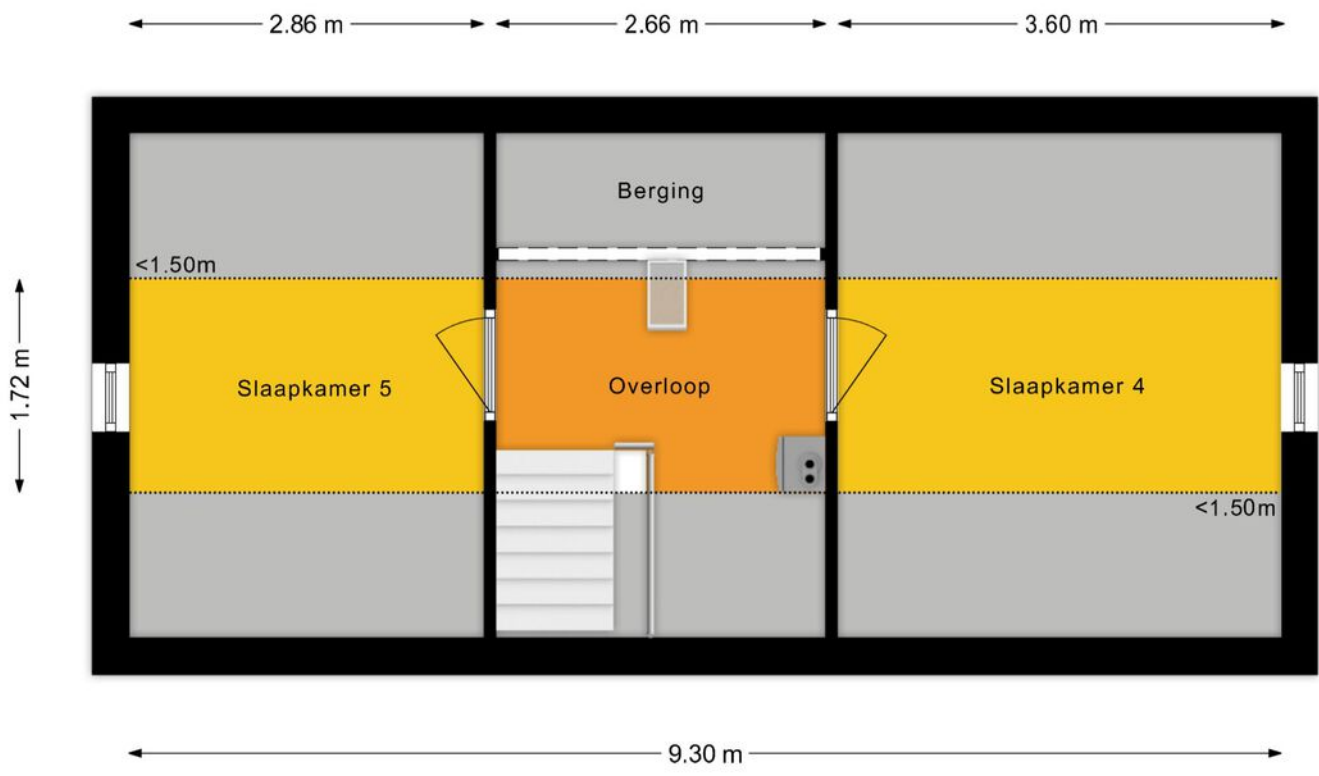 2.86 m
2.66 m
3.60 m
Berging
<1.50m
1.72 m
Slaapkamer 5
Overloop
Slaapkamer 4
<1.50m
9.30 m